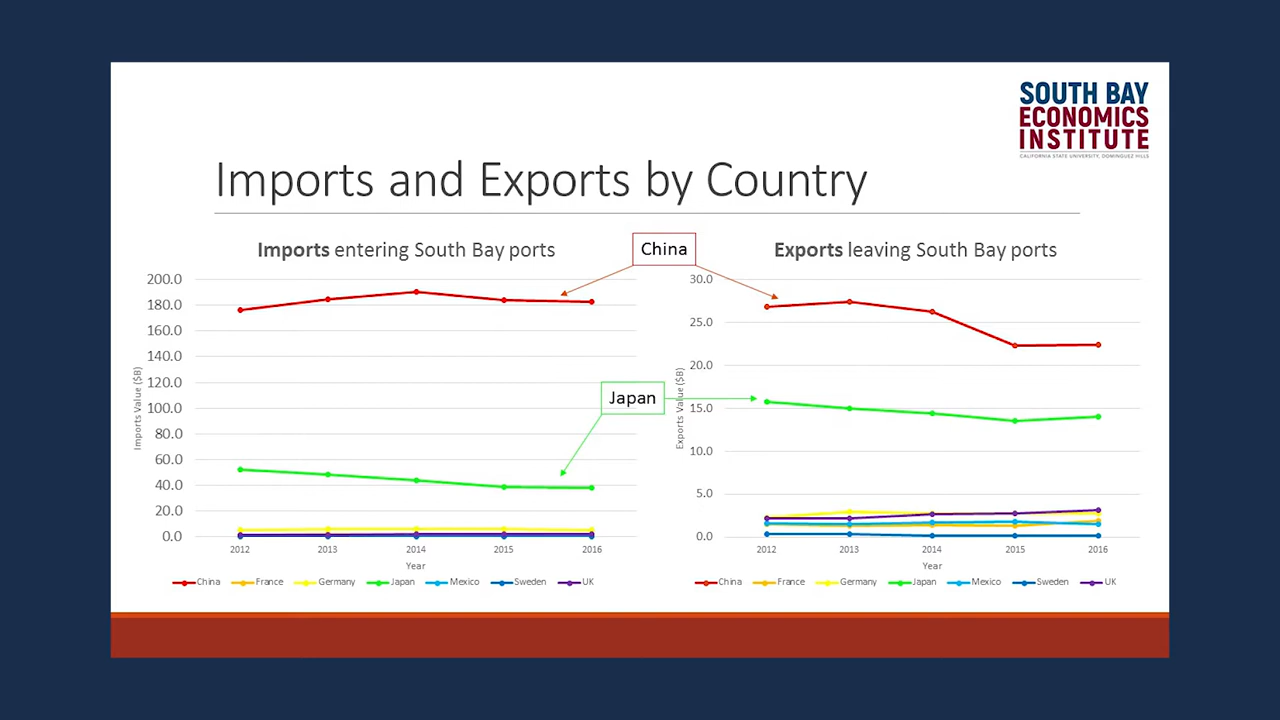 SOUTH BAY
ECONOMICS
INSTITUTE
CALIFORNIA STATE UNIVERSITY, DOMINGUEZ HILLS
Imports and Exports by Country
Imports entering South Bay ports
China
Exports leaving South Bay ports
Japan
200.0
180.0
160.0
140.0
120.0
100.0
80.0
60.0
40.0
20.0
0.0
Imports Value ($B)
2012 2013 2014 2015 2016
Year
China France Germany Japan Mexico Sweden UK
30.0
25.0
20.0
15.0
10.0
5.0
0.0
Exports Value ($B)
2012 2013 2014 2015 2016
Year
China France Germany Japan Mexico Sweden UK